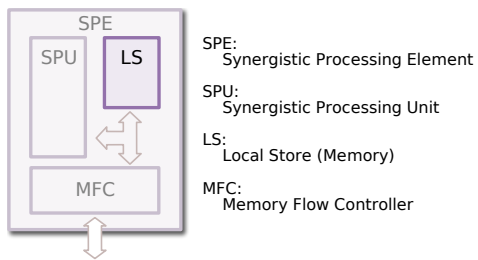 SPE
SPU
LS
MFC
SPE:
Synergistic Processing Element
SPU:
Synergistic Processing Unit
LS:
Local Store (Memory)
MFC:
Memory Flow Controller